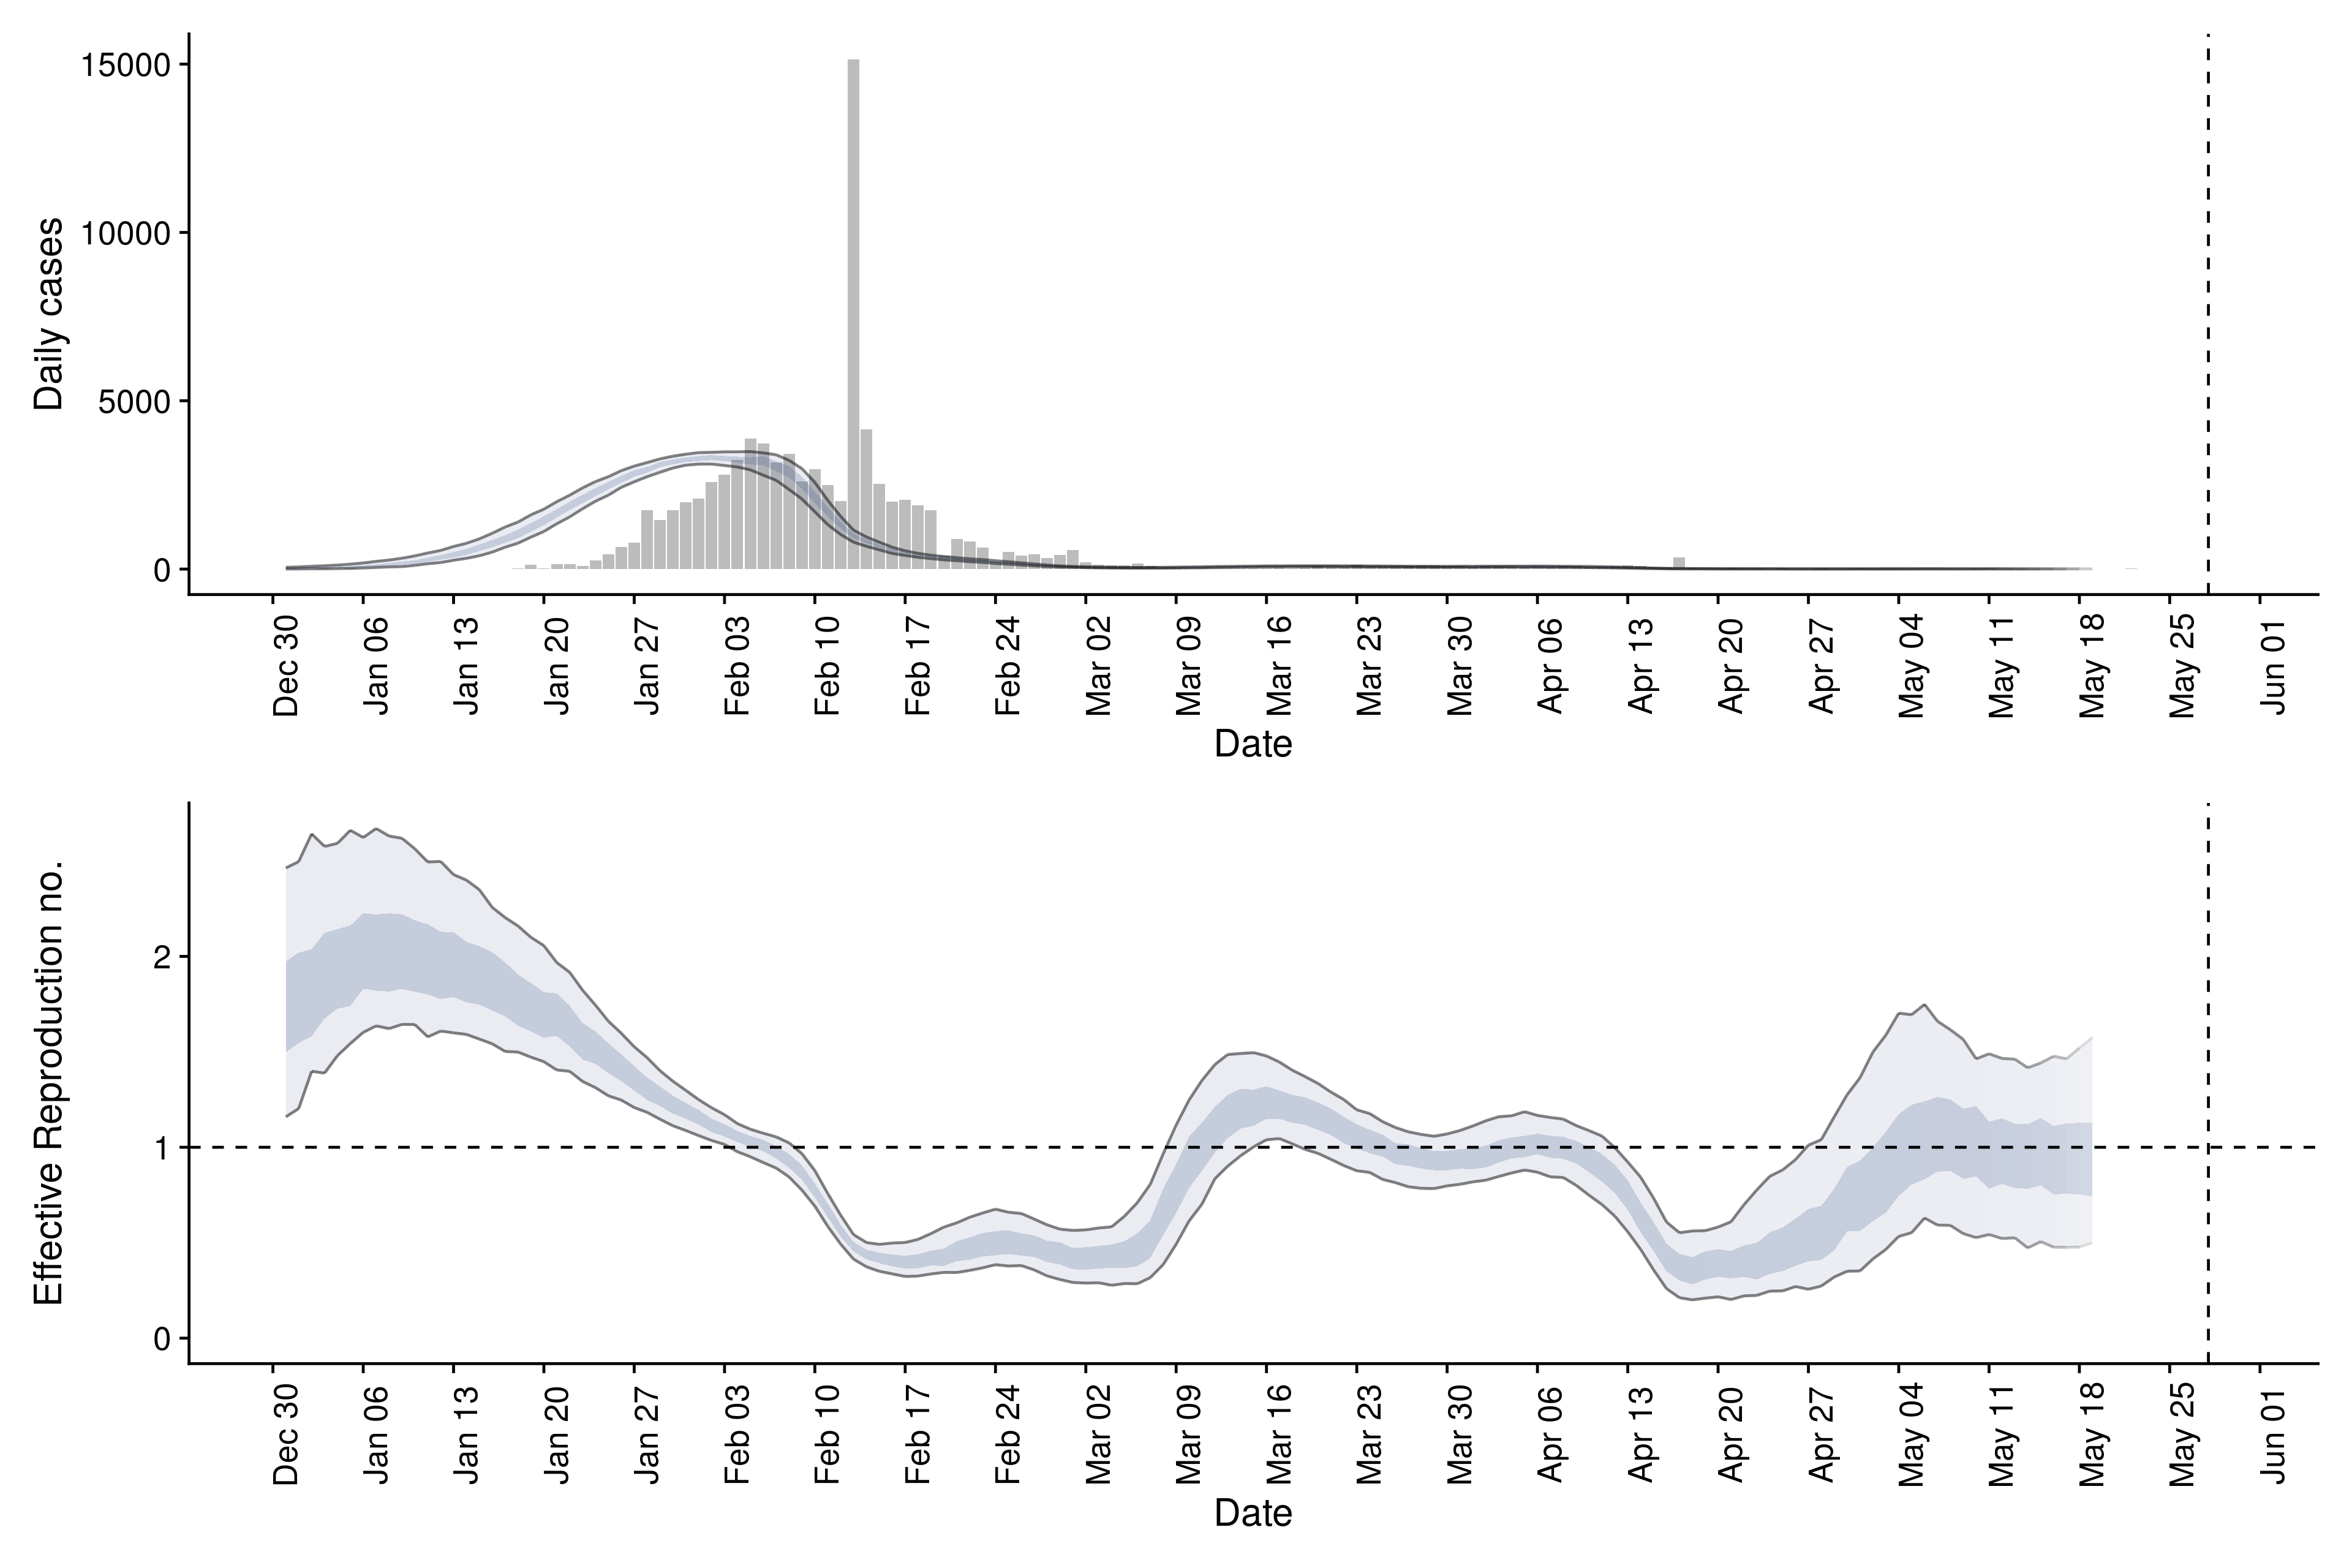 Daily cases
15000
10000
5000
0
Dec 30
Jan 06
Jan 13
Jan 20
Jan 27
Feb 03
Feb 10
Feb 17
Feb 24
Mar 02
Mar 09
Mar 16
Mar 23
Mar 30
Apr 06
Apr 13
Apr 20
Apr 27
May 04
May 11
May 18
May 25
Jun 01
Date
Effective Reproduction no.
2
1
0
Dec 30
Jan 06
Jan 13
Jan 20
Jan 27
Feb 03
Feb 10
Feb 17
Feb 24
Mar 02
Mar 09
Mar 16
Mar 23
Mar 30
Apr 06
Apr 13
Apr 20
Apr 27
May 04
May 11
May 18
May 25
Jun 01
Date